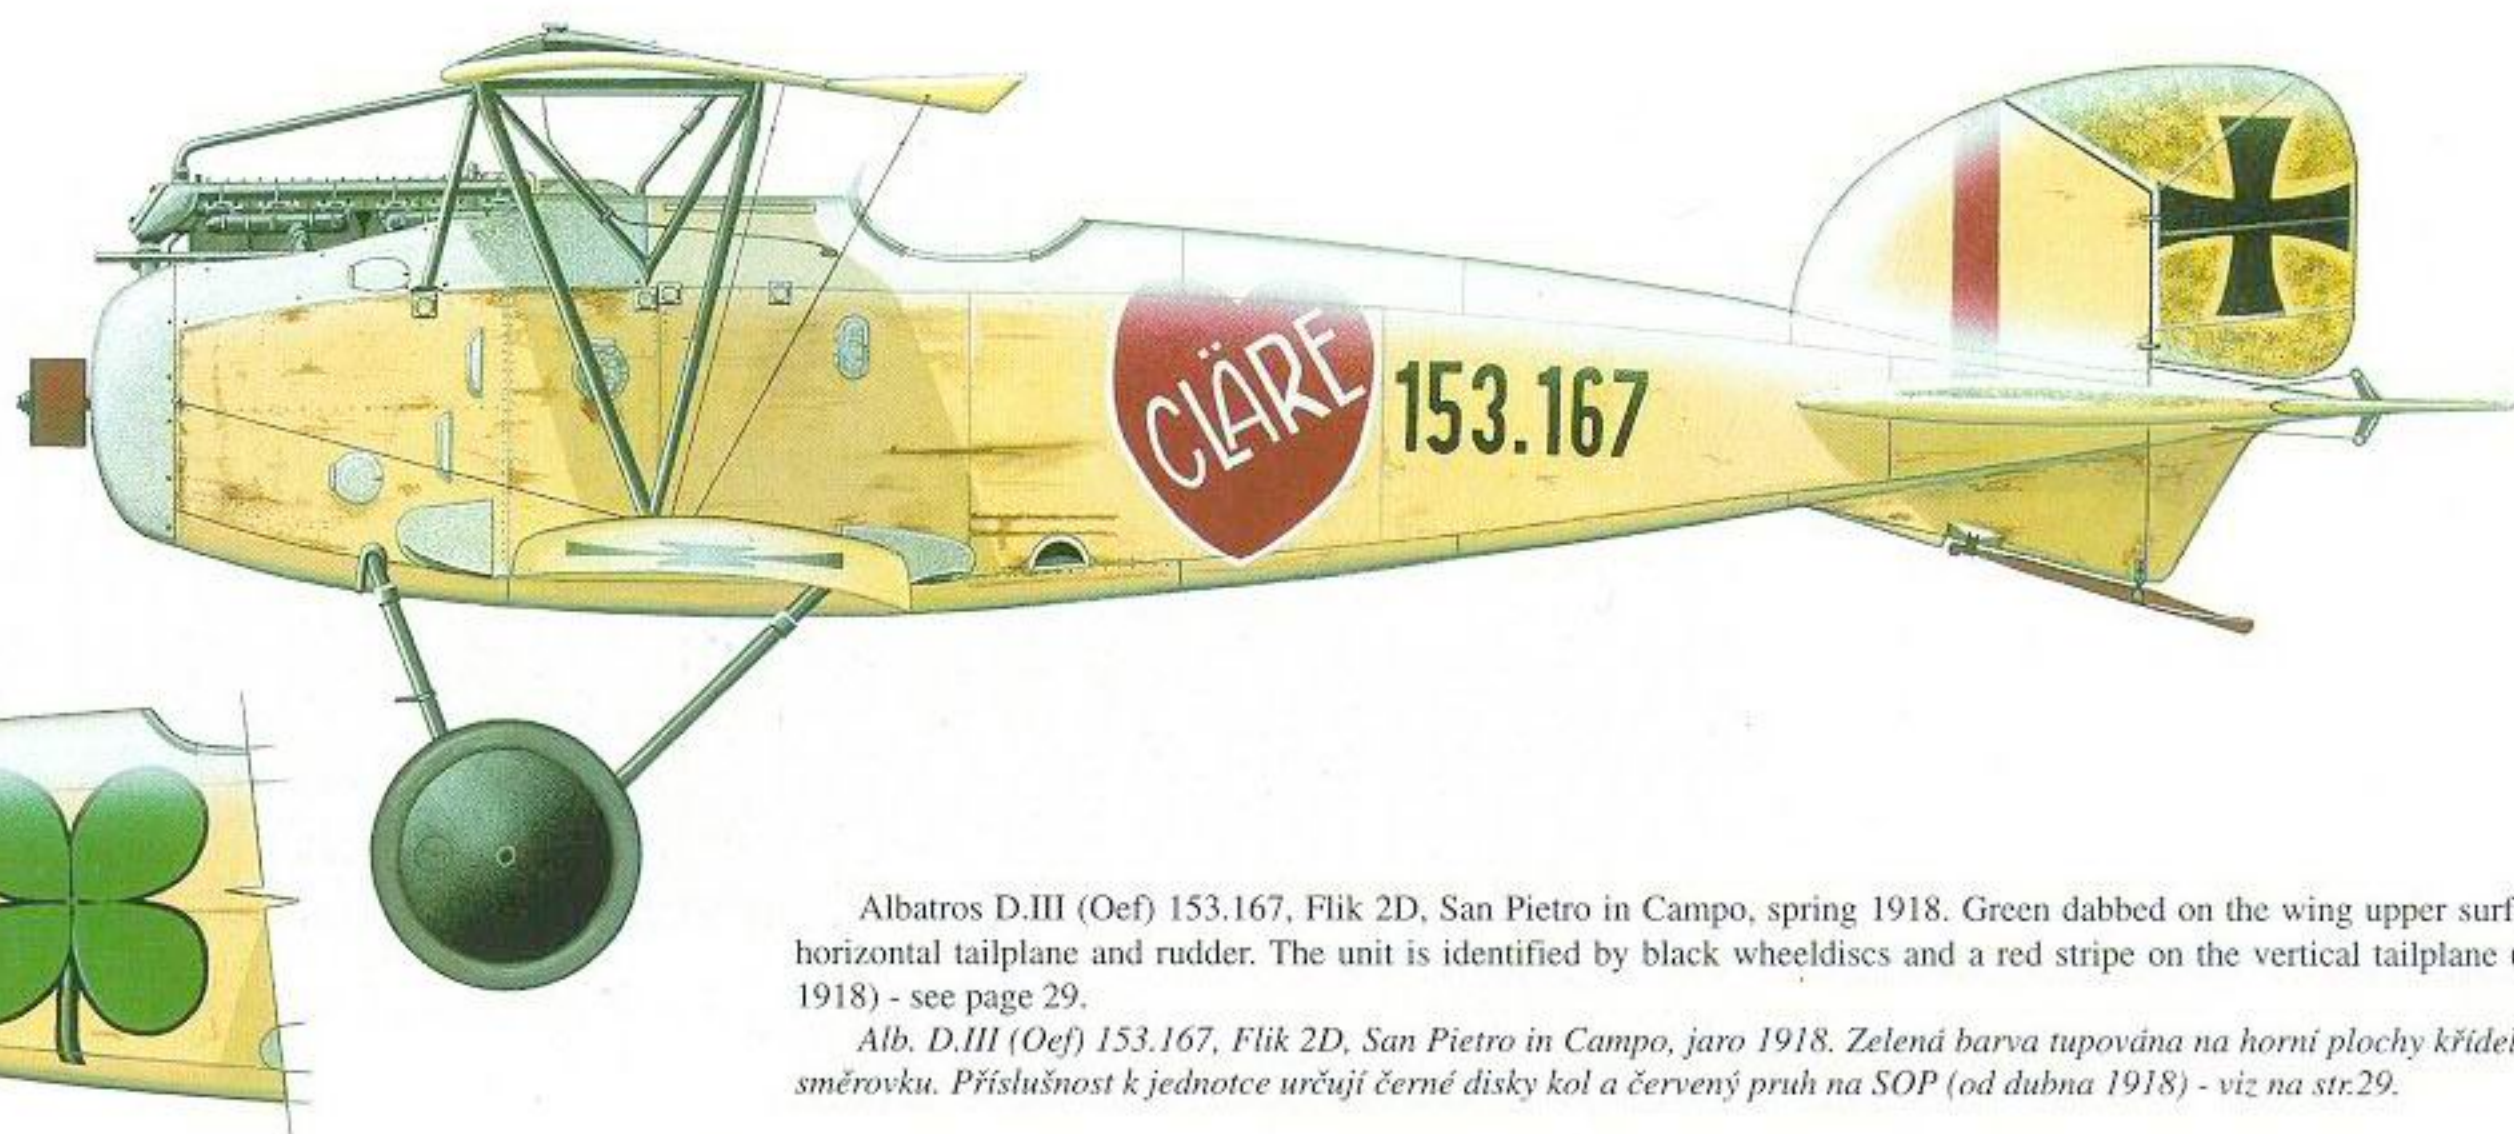 CLÄRE
153.167
Albatros D.III (Oef) 153.167, Flik 2D, San Pietro in Campo, spring 1918. Green dabbed on the wing upper surf
horizontal tailplane and rudder. The unit is identified by black wheeldiscs and a red stripe on the vertical tailplane (
1918) - see page 29.
Alb. D.III (Oef) 153.167, Flik 2D, San Pietro in Campo, jaro 1918. Zelená barva tupována na horní plochy křídel
směrovku. Příslušnost k jednotce určují černé disky kol a červený pruh na SOP (od dubna 1918) - viz na str.29.